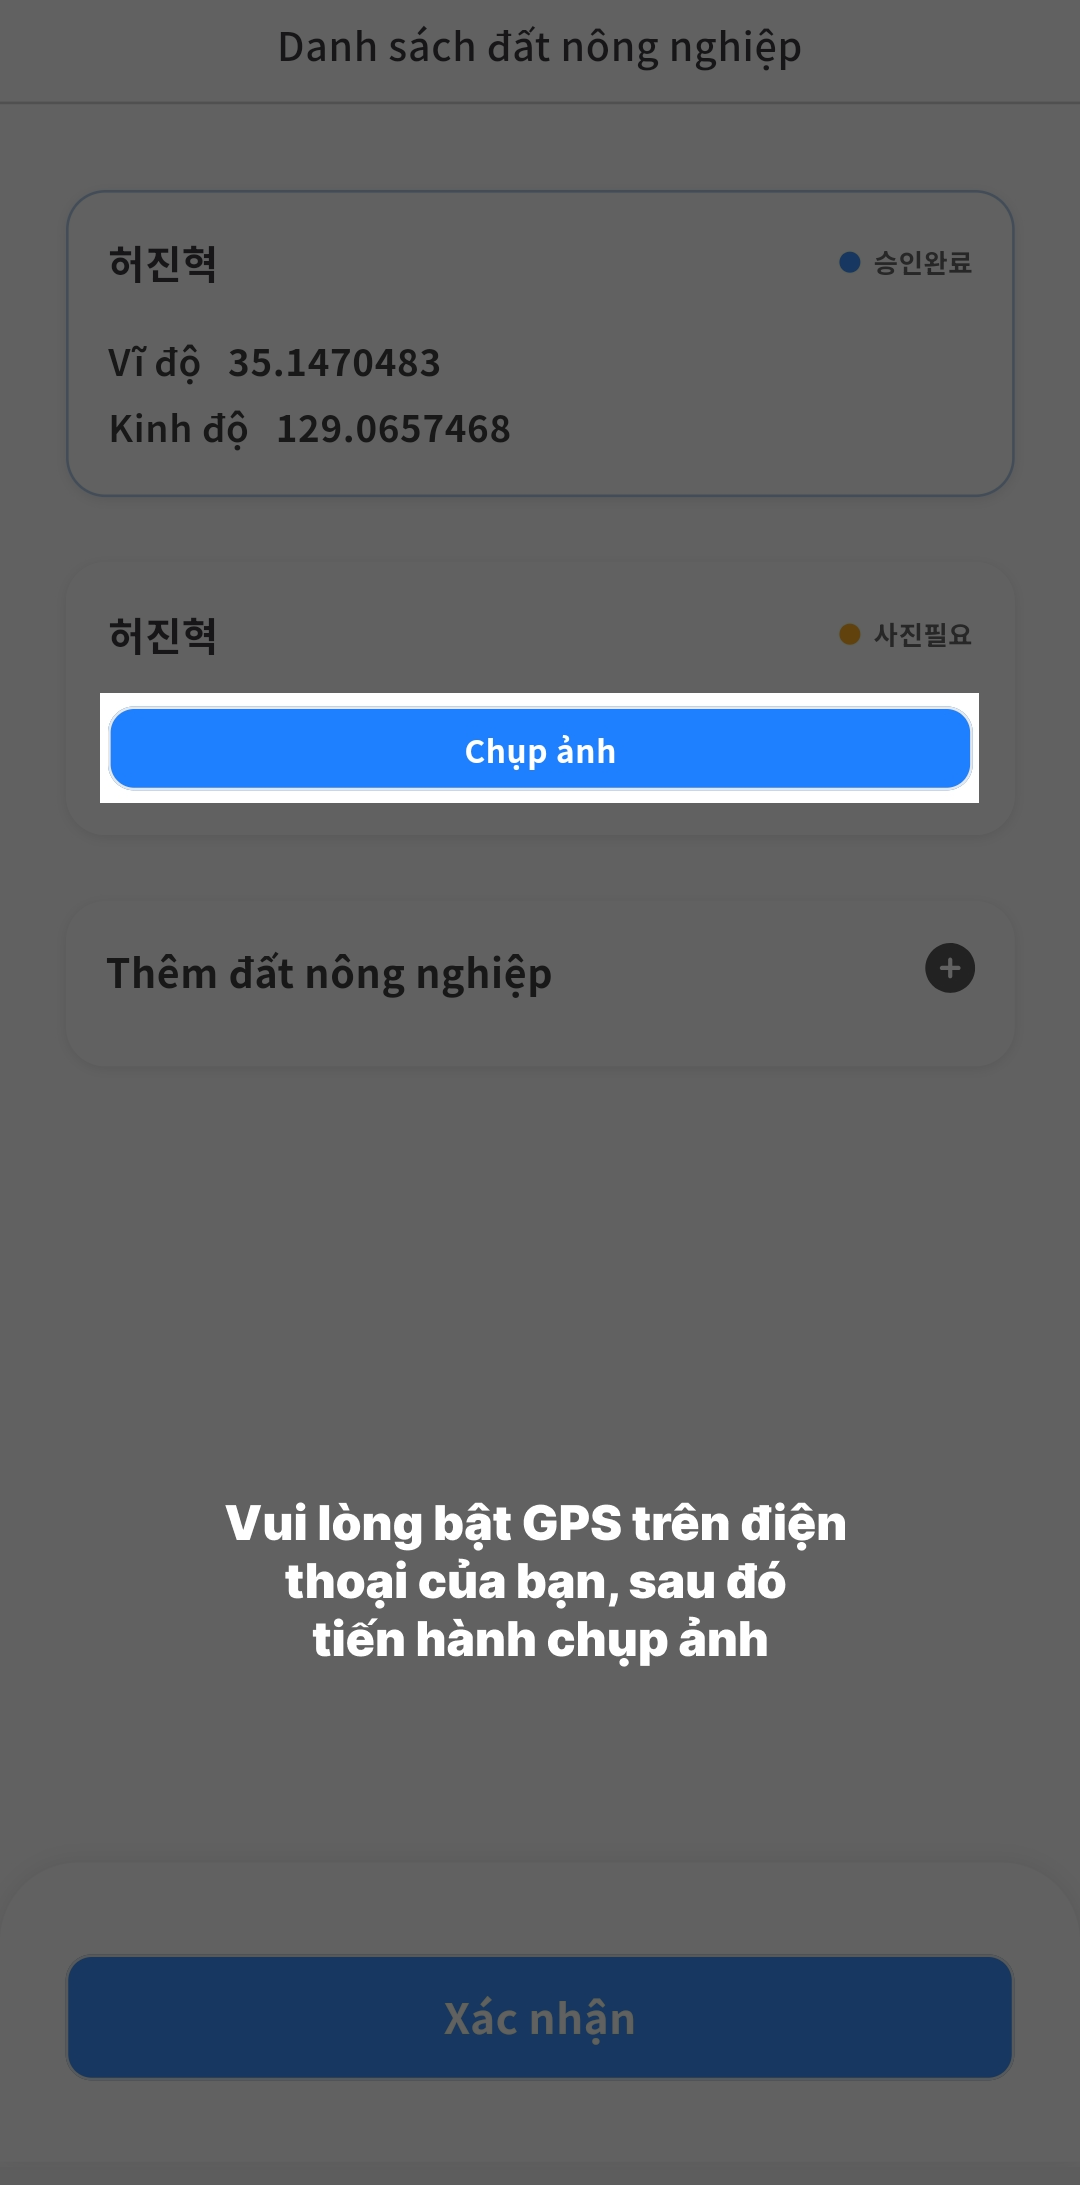 Danh sách đất nông nghiệp
허진혁
승인완료
Vĩ độ 35.1470483
Kinh độ 129.0657468
허진혁
사진필요
Chụp ảnh
Thêm đất nông nghiệp
Vui lòng bật GPS trên điện
thoại của bạn, sau đó
tiến hành chụp ảnh
Xác nhận